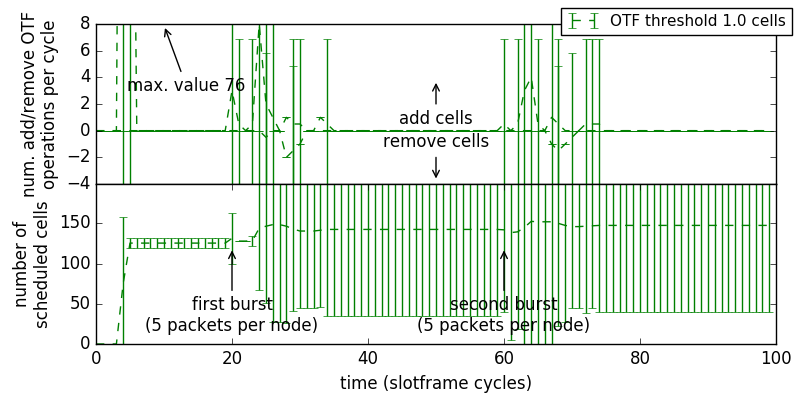 OTF threshold 1.0 cells
num. add/remove OTF
operations per cycle
8
6
4
2
0
−2
−4
max. value 76
add cells
remove cells
number of
scheduled cells
150
100
50
0
first burst
(5 packets per node)
second burst
(5 packets per node)
0 20 40 60 80 100
time (slotframe cycles)